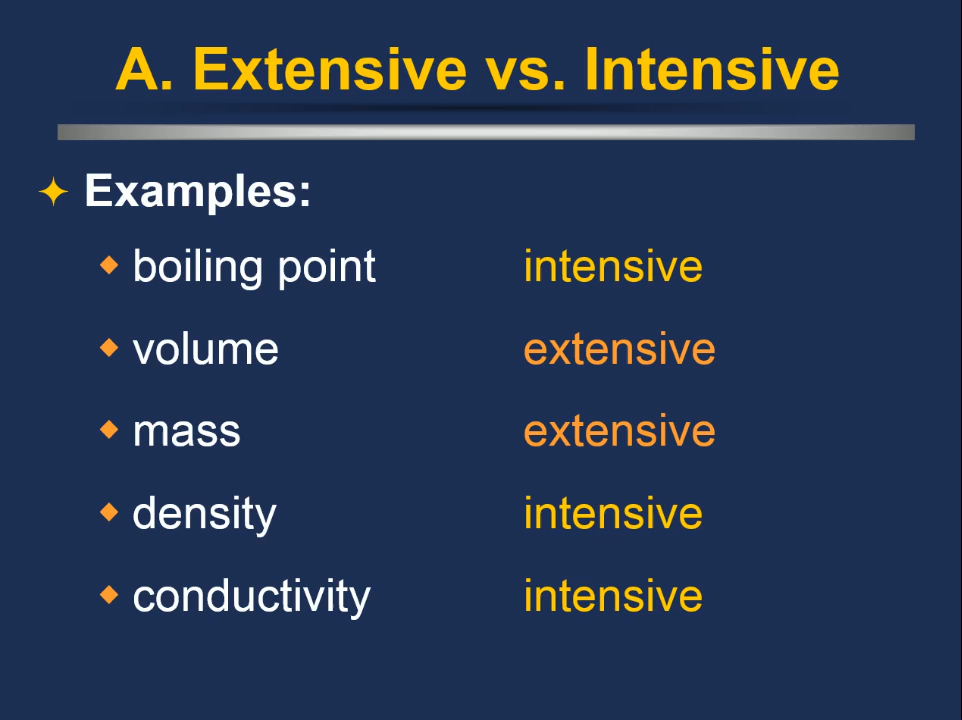 A. Extensive vs. Intensive
Examples:
boiling point intensive
volume extensive
mass extensive
density intensive
conductivity intensive